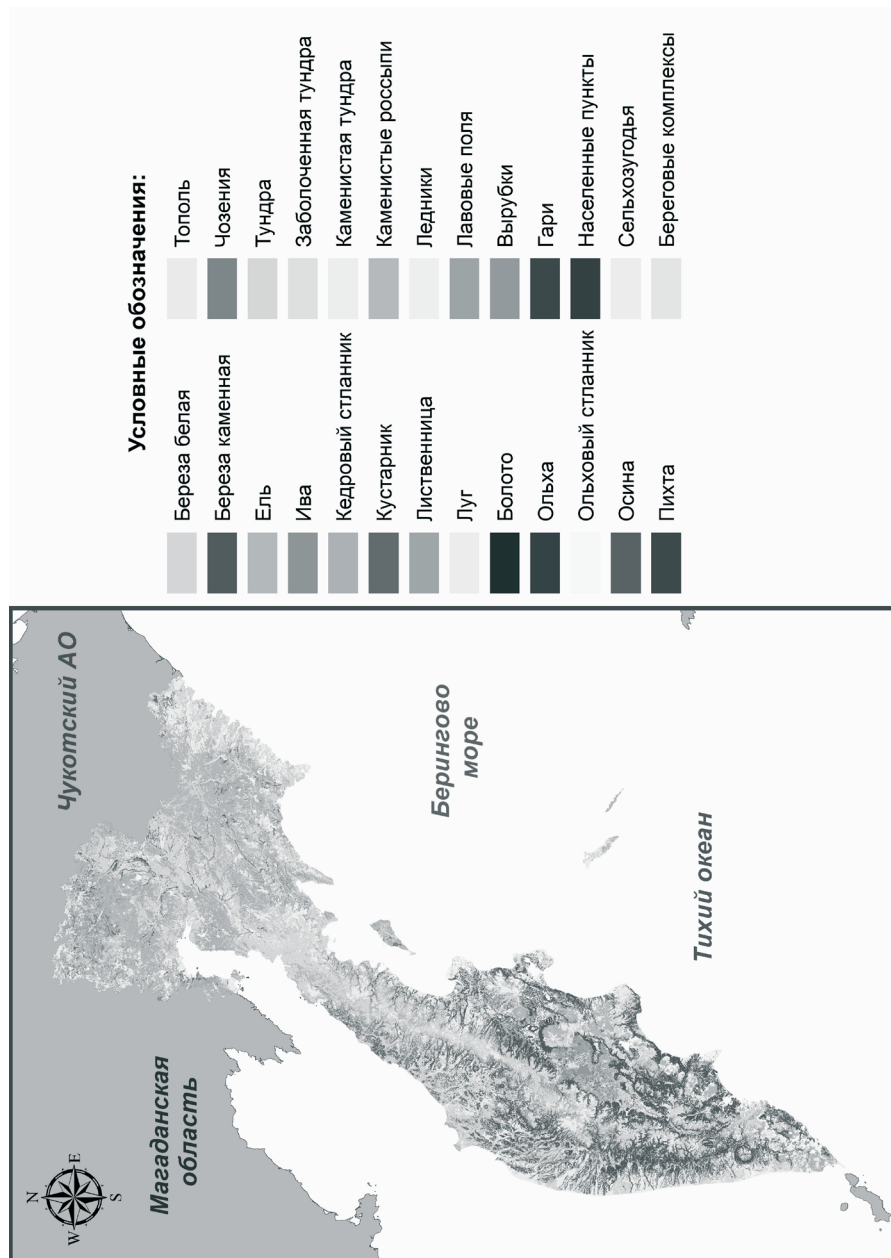 Условные обозначения:
Береза белая
Береза каменная
Ель
Ива
Кедровый стланник
Кустарник
Лиственница
Луг
Болото
Ольха
Ольховый стланник
Осина
Пихта
Тополь
Чозения
Тундра
Заболоченная тундра
Каменистая тундра
Каменистые россыпи
Ледники
Лавовые поля
Вырубки
Гари
Населенные пункты
Сельхозугодья
Береговые комплексы
N
W
E
S
Магаданская
область
Чукотский АО
Берингово
море
Тихий океан